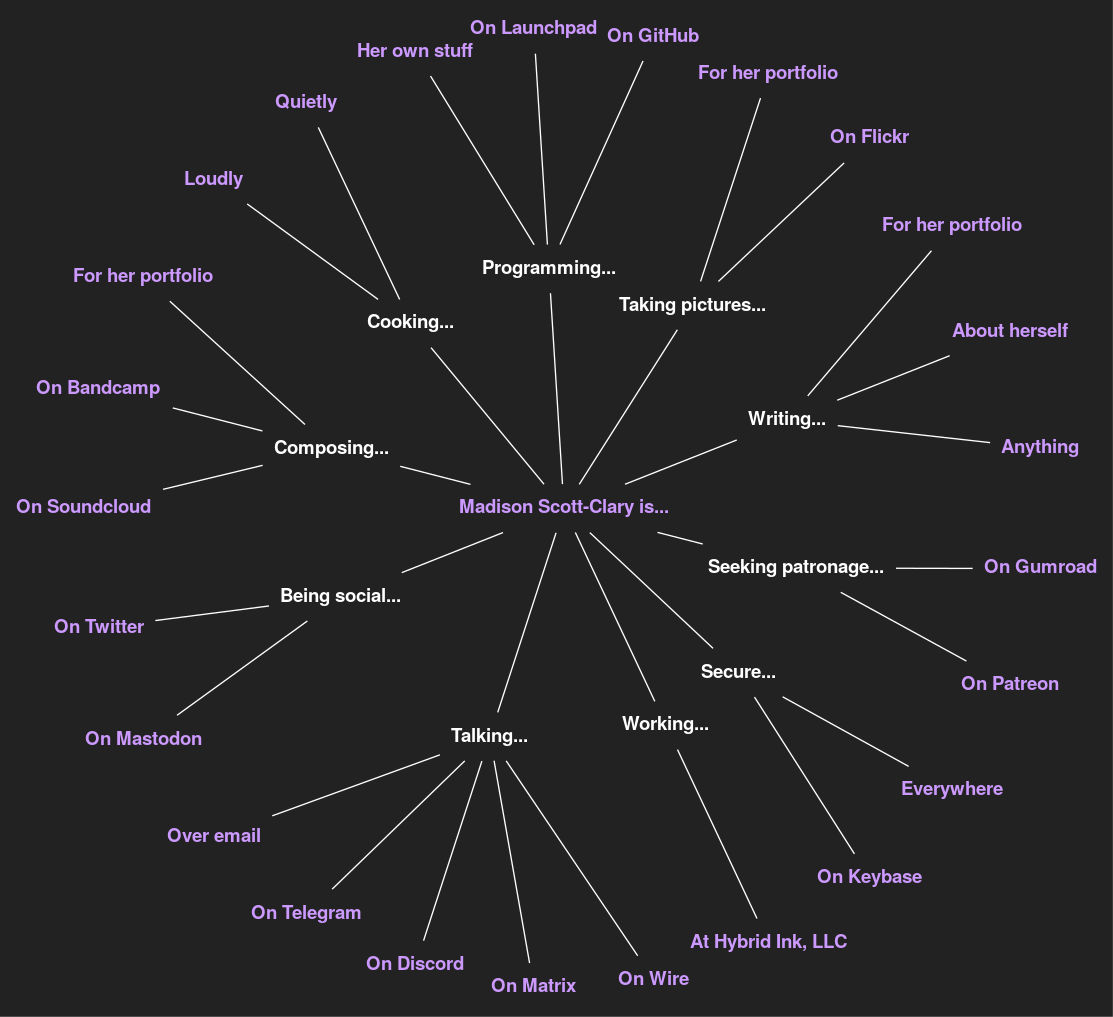 On Launchpad
On GitHub
Her own stuff
For her portfolio
Quietly
On Flickr
Loudly
For her portfolio
Programming...
For her portfolio
Taking pictures...
Cooking...
About herself
On Bandcamp
Writing...
Composing...
Anything
On Soundcloud
Madison Scott-Clary is...
Seeking patronage...
On Gumroad
Being social...
On Twitter
Secure...
On Patreon
Working...
Talking...
On Mastodon
Everywhere
Over email
On Keybase
On Telegram
At Hybrid Ink, LLC
On Discord
On Wire
On Matrix